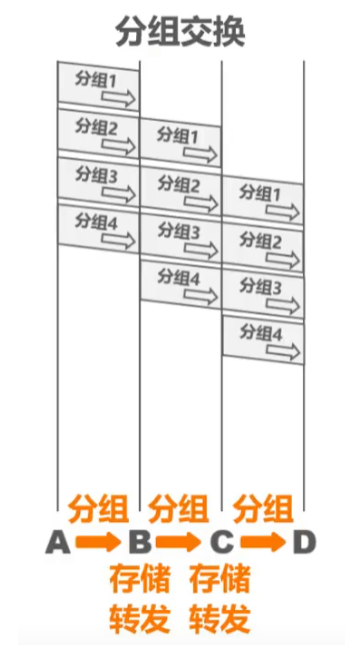 分组交换
分组1
分组2 分组1
分组3 分组2 分组1
分组4 分组3 分组2
分组4 分组3
分组4
分组 分组 分组
A B C D
存储 存储
转发 转发